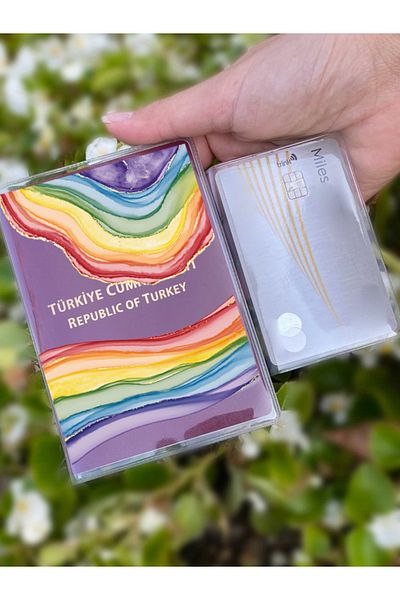 TÜRKİYE CUM
REPUBLIC OF TURKEY
Miles